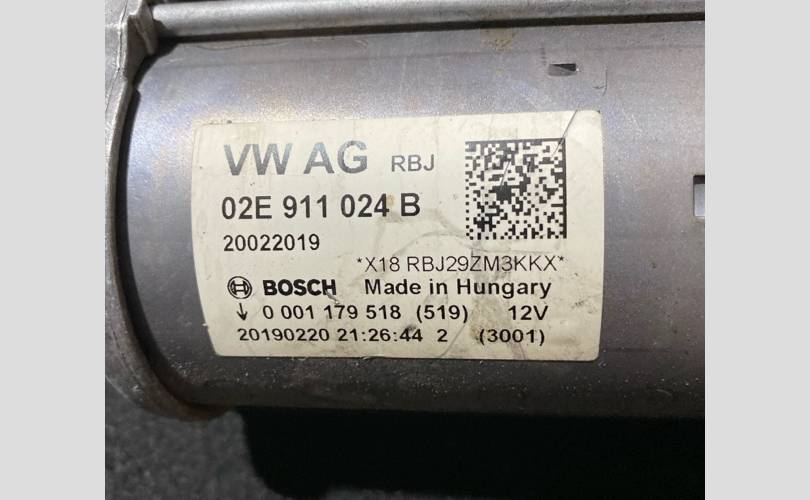 VW AG RBJ
02E 911 024 B
20022019
*X18 RBJ29ZM3KKX*
BOSCH Made in Hungary
↓ 0 001 179 518 (519) 12V
20190220 21:26:44 2 (3001)